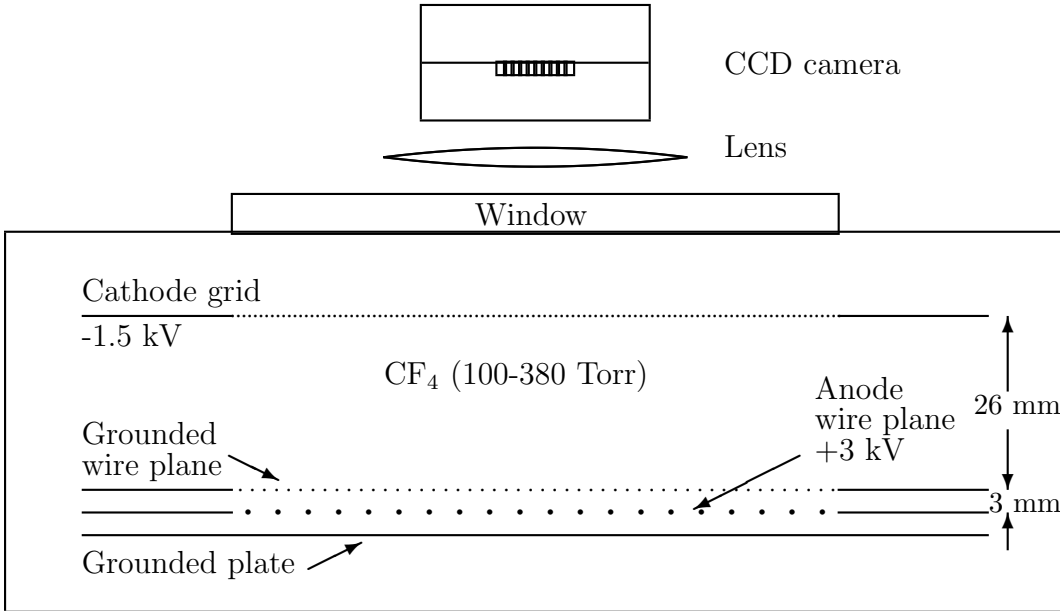 CCD camera
Lens
Window
Cathode grid
-1.5 kV
CF₄ (100-380 Torr)
Anode
wire plane
+3 kV
26 mm
Grounded
wire plane
3 mm
Grounded plate